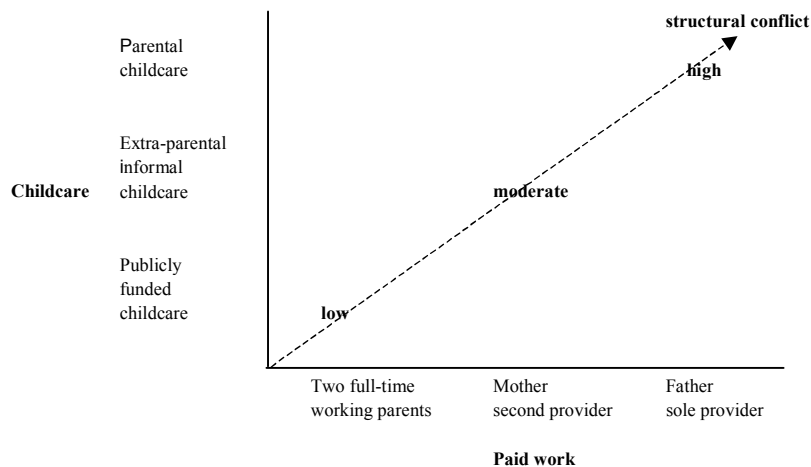 structural conflict
Parental
childcare
high
Extra-parental
informal
childcare
Childcare
moderate
Publicly
funded
childcare
low
Two full-time
working parents
Mother
second provider
Father
sole provider
Paid work